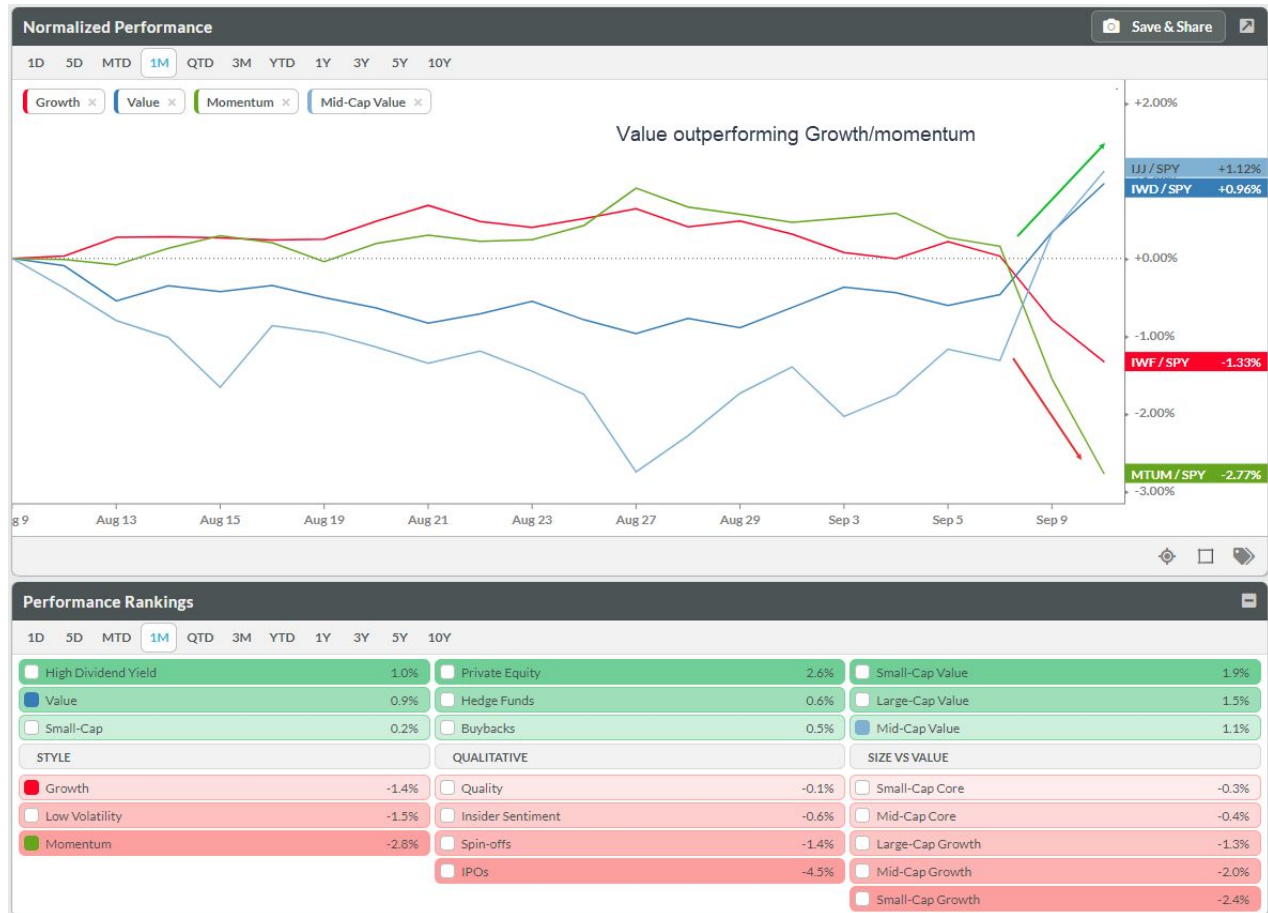 Normalized Performance
Save & Share
1D 5D MTD 1M QTD 3M YTD 1Y 3Y 5Y 10Y
Growth × Value × Momentum × Mid-Cap Value ×
+2.00%
Value outperforming Growth/momentum
IJJ / SPY +1.12%
IWD / SPY +0.96%
+0.00%
-1.00%
IWF / SPY -1.33%
-2.00%
MTUM / SPY -2.77%
-3.00%
g 9 Aug 13 Aug 15 Aug 19 Aug 21 Aug 23 Aug 27 Aug 29 Sep 3 Sep 5 Sep 9
Performance Rankings
1D 5D MTD 1M QTD 3M YTD 1Y 3Y 5Y 10Y
High Dividend Yield 1.0% Private Equity 2.6% Small-Cap Value 1.9%
Value 0.9% Hedge Funds 0.6% Large-Cap Value 1.5%
Small-Cap 0.2% Buybacks 0.5% Mid-Cap Value 1.1%
STYLE QUALITATIVE SIZE VS VALUE
Growth -1.4% Quality -0.1% Small-Cap Core -0.3%
Low Volatility -1.5% Insider Sentiment -0.6% Mid-Cap Core -0.4%
Momentum -2.8% Spin-offs -1.4% Large-Cap Growth -1.3%
IPOs -4.5% Mid-Cap Growth -2.0%
Small-Cap Growth -2.4%